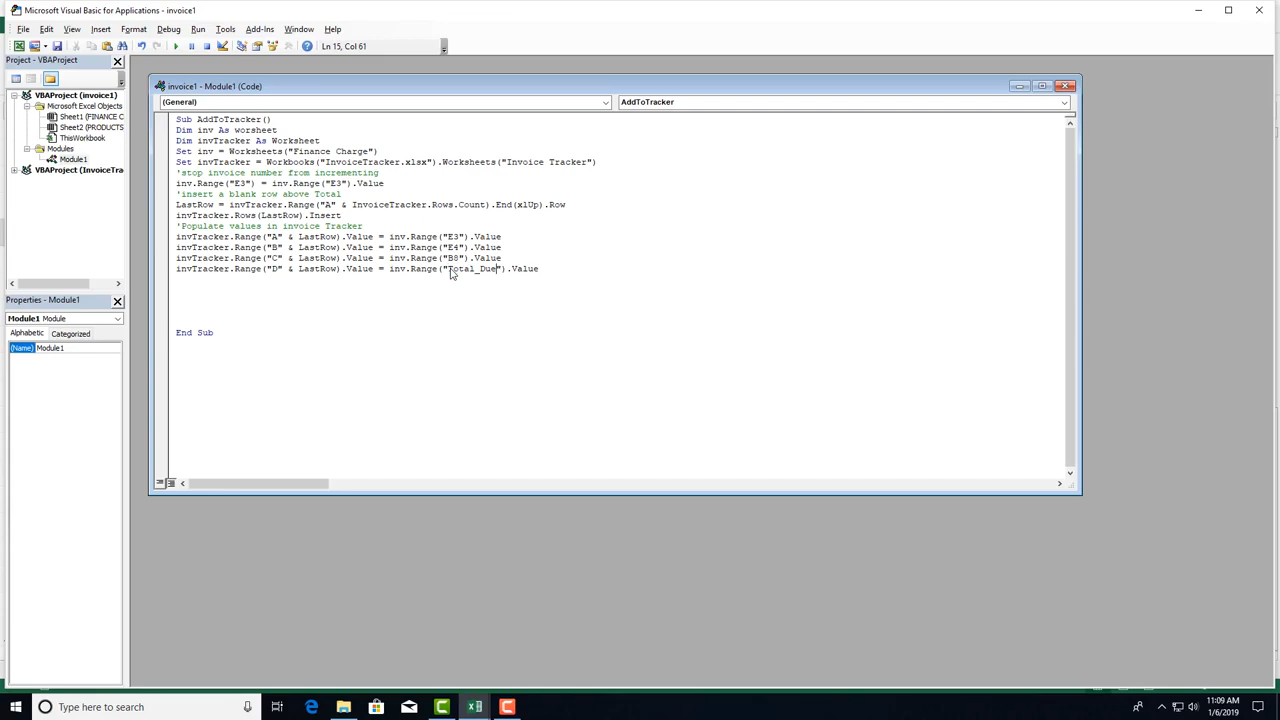 Microsoft Visual Basic for Applications - invoice1
File Edit View Insert Format Debug Run Tools Add-Ins Window Help
Ln 15, Col 61
Project - VBAProject
VBAProject (invoice1)
Microsoft Excel Objects
Sheet1 (FINANCE C
Sheet2 (PRODUCTS
ThisWorkbook
Modules
Module1
VBAProject (InvoiceTra
Properties - Module1
Module1 Module
Alphabetic Categorized
(Name) Module1
invoice1 - Module1 (Code)
(General) AddToTracker
Sub AddToTracker()
Dim inv As worsheet
Dim invTracker As Worksheet
Set inv = Worksheets("Finance Charge")
Set invTracker = Workbooks("InvoiceTracker.xlsx").Worksheets("Invoice Tracker")
'stop invoice number from incrementing
inv.Range("E3") = inv.Range("E3").Value
'insert a blank row above Total
LastRow = invTracker.Range("A" & InvoiceTracker.Rows.Count).End(xlUp).Row
invTracker.Rows(LastRow).Insert
'Populate values in invoice Tracker
invTracker.Range("A" & LastRow).Value = inv.Range("E3").Value
invTracker.Range("B" & LastRow).Value = inv.Range("E4").Value
invTracker.Range("C" & LastRow).Value = inv.Range("B8").Value
invTracker.Range("D" & LastRow).Value = inv.Range("Total_Due").Value
End Sub
Type here to search
11:09 AM
1/6/2019